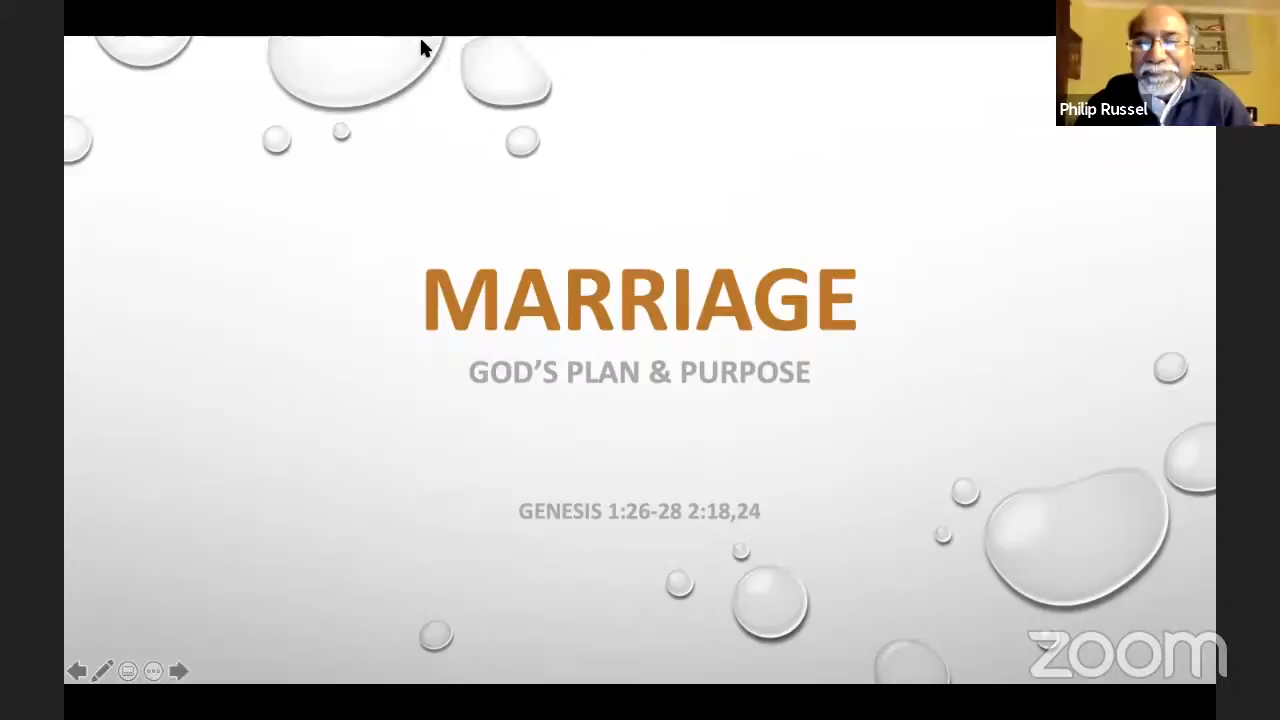 Philip Russel
MARRIAGE
GOD'S PLAN & PURPOSE
GENESIS 1:26-28 2:18,24
zoom